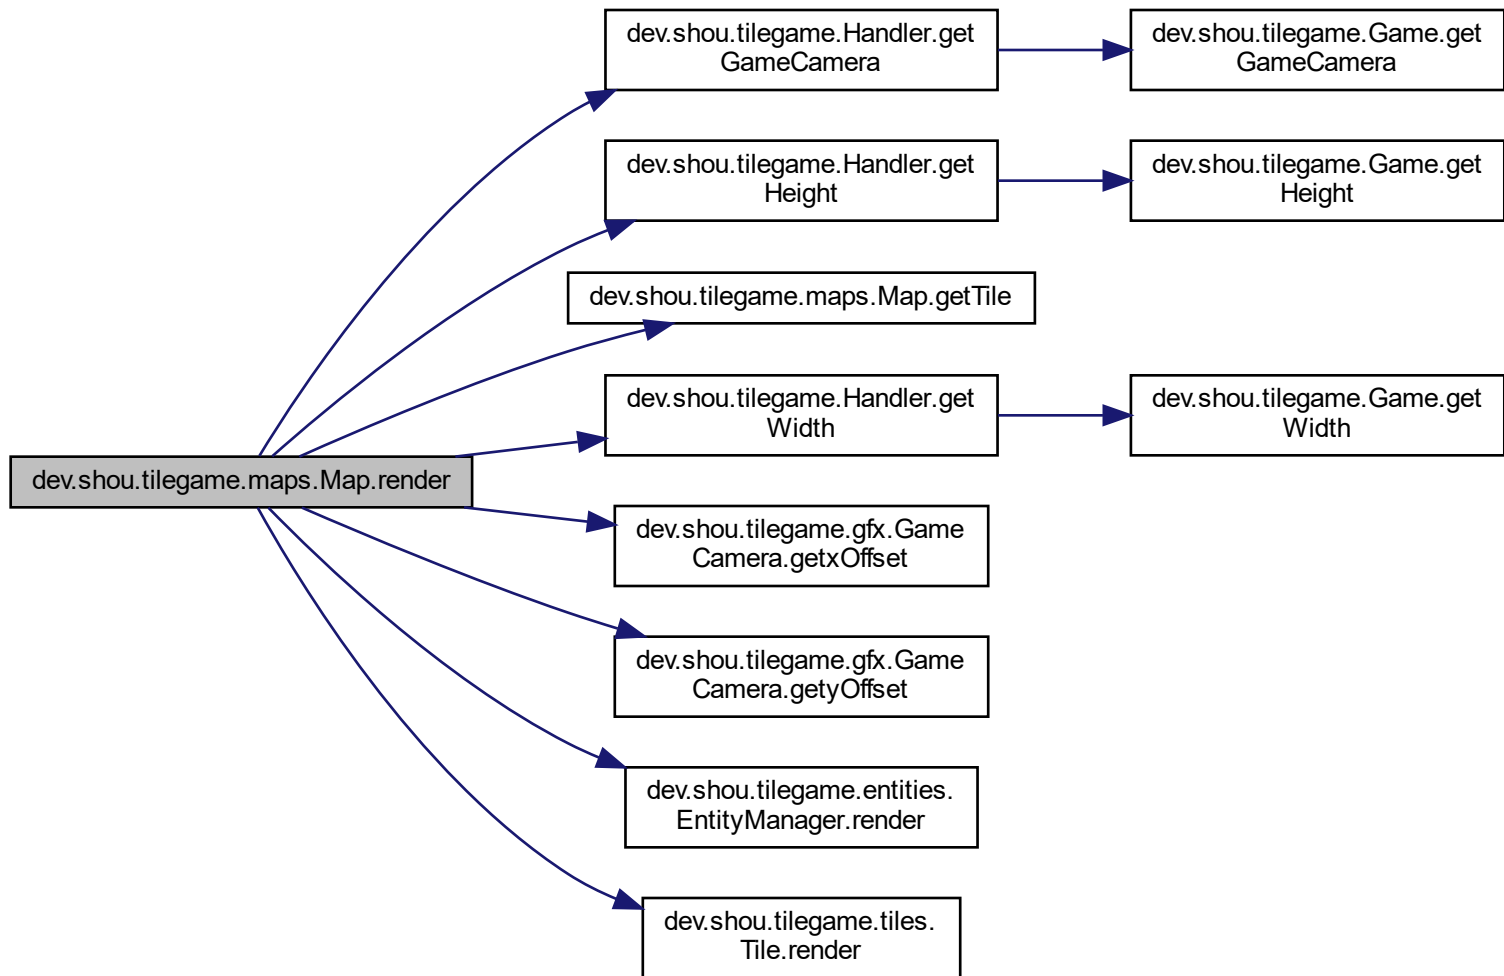 dev.shou.tilegame.Handler.get
GameCamera
dev.shou.tilegame.Game.get
GameCamera
dev.shou.tilegame.Handler.get
Height
dev.shou.tilegame.Game.get
Height
dev.shou.tilegame.maps.Map.getTile
dev.shou.tilegame.Handler.get
Width
dev.shou.tilegame.Game.get
Width
dev.shou.tilegame.maps.Map.render
dev.shou.tilegame.gfx.Game
Camera.getxOffset
dev.shou.tilegame.gfx.Game
Camera.getyOffset
dev.shou.tilegame.entities.
EntityManager.render
dev.shou.tilegame.tiles.
Tile.render